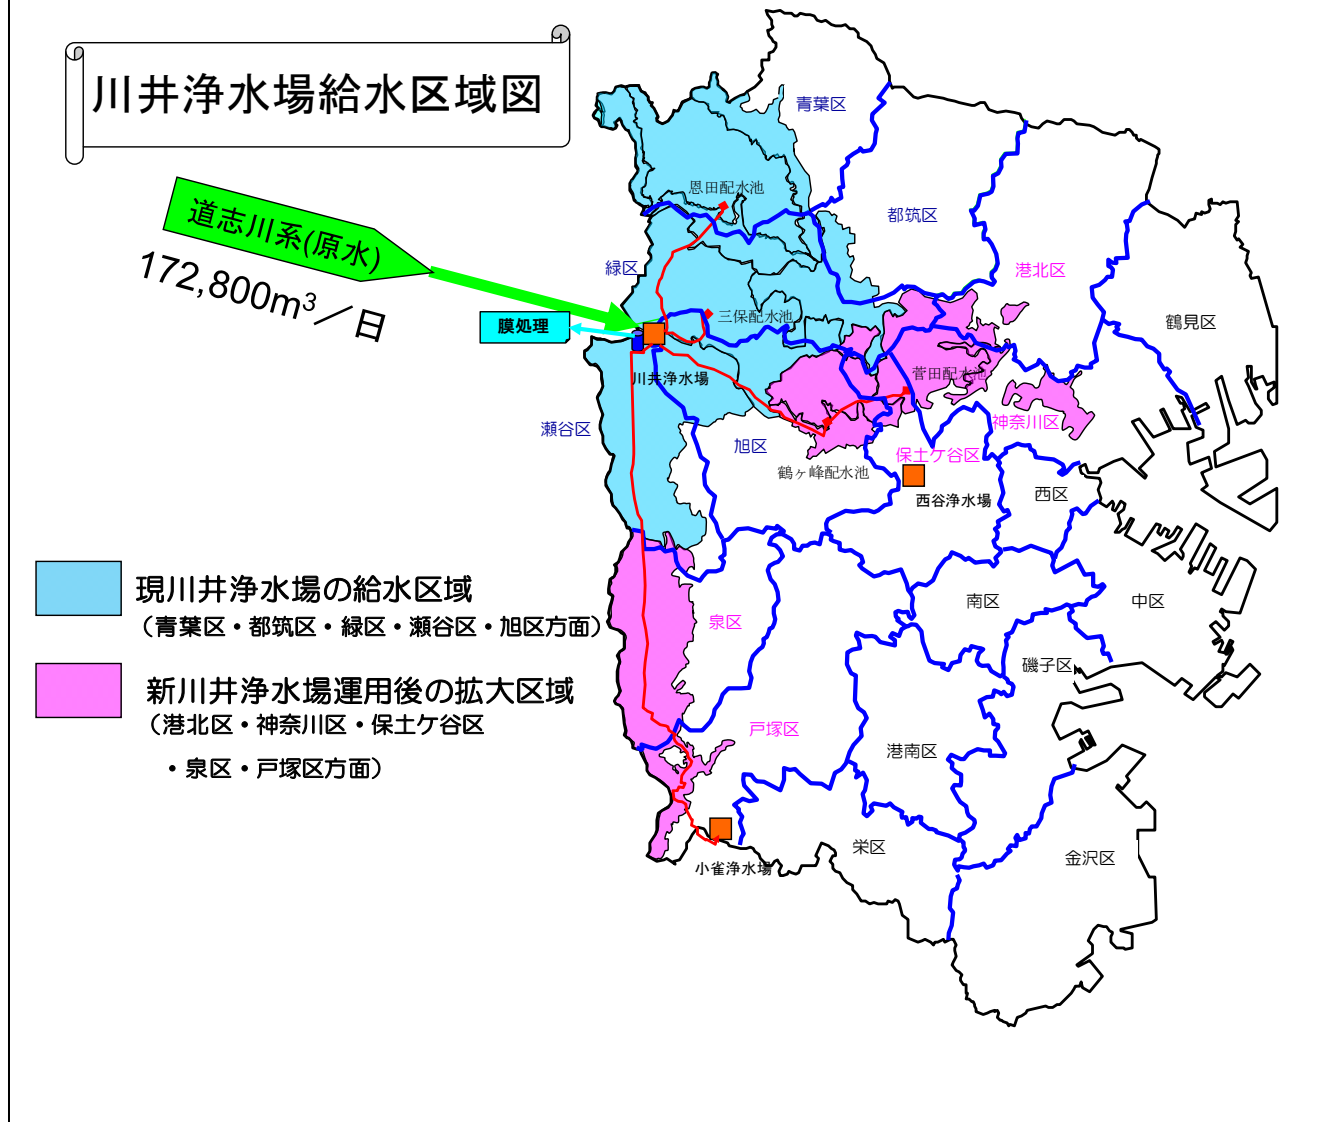 川井浄水場給水区域図
青葉区
恩田配水池
道志川系(原水)
都筑区
172,800m³／日
緑区
港北区
膜処理
三保配水池
鶴見区
川井浄水場
菅田配水池
瀬谷区
神奈川区
旭区
保土ケ谷区
鶴ヶ峰配水池
西谷浄水場
西区
現川井浄水場の給水区域
（青葉区・都筑区・緑区・瀬谷区・旭区方面）
南区
中区
泉区
磯子区
新川井浄水場運用後の拡大区域
（港北区・神奈川区・保土ケ谷区
・泉区・戸塚区方面）
戸塚区
港南区
栄区
金沢区
小雀浄水場